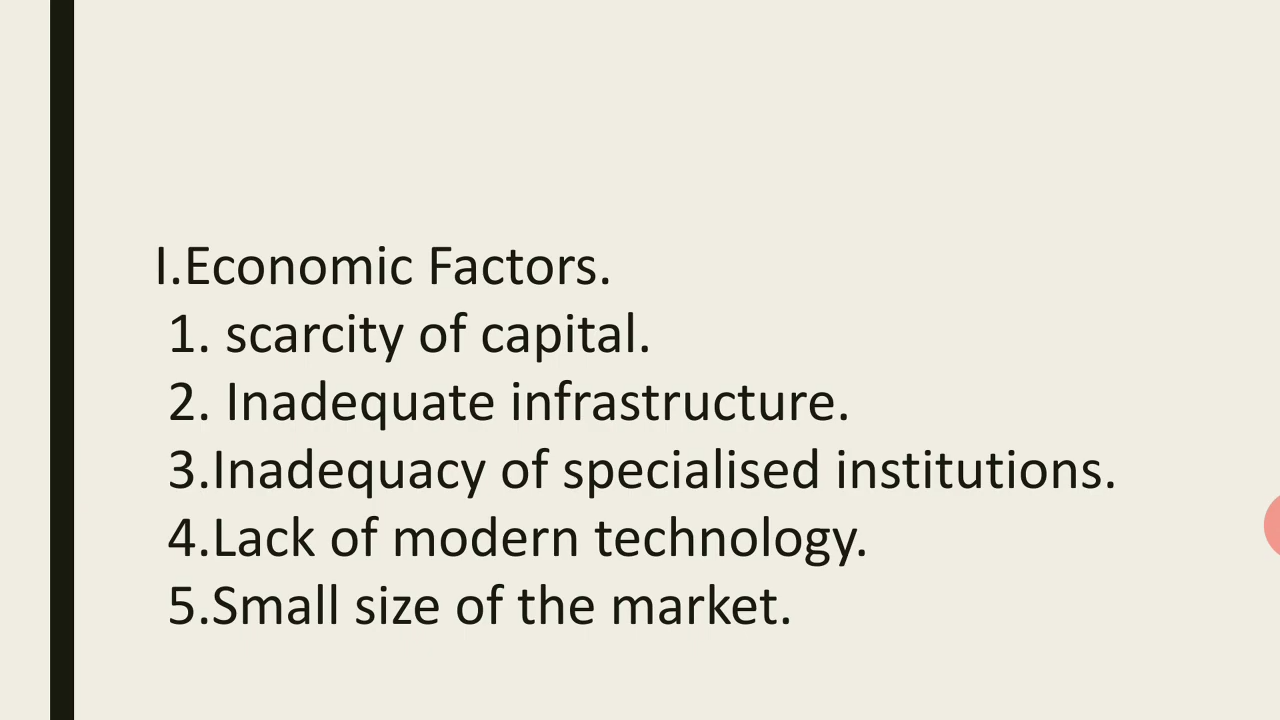 I.Economic Factors.
1. scarcity of capital.
2. Inadequate infrastructure.
3.Inadequacy of specialised institutions.
4.Lack of modern technology.
5.Small size of the market.